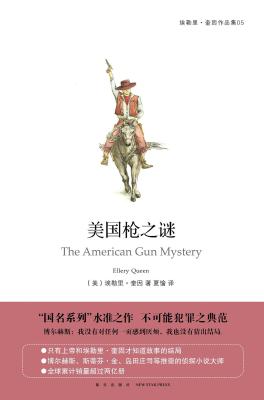 埃勒里·奎因作品集05
美国枪之谜
The American Gun Mystery
Ellery Queen
（美）埃勒里·奎因 著 夏愉 译
“国名系列”水准之作 不可能犯罪之典范
博尔赫斯：我没有对任何一页感到厌烦，我也没有猜出结局。
●只有上帝和埃勒里·奎因才知道故事的结局
●博尔赫斯、斯蒂芬·金、岛田庄司等推崇的侦探小说大师
●全球累计销量超过两亿册
新星出版社 NEW STAR PRESS